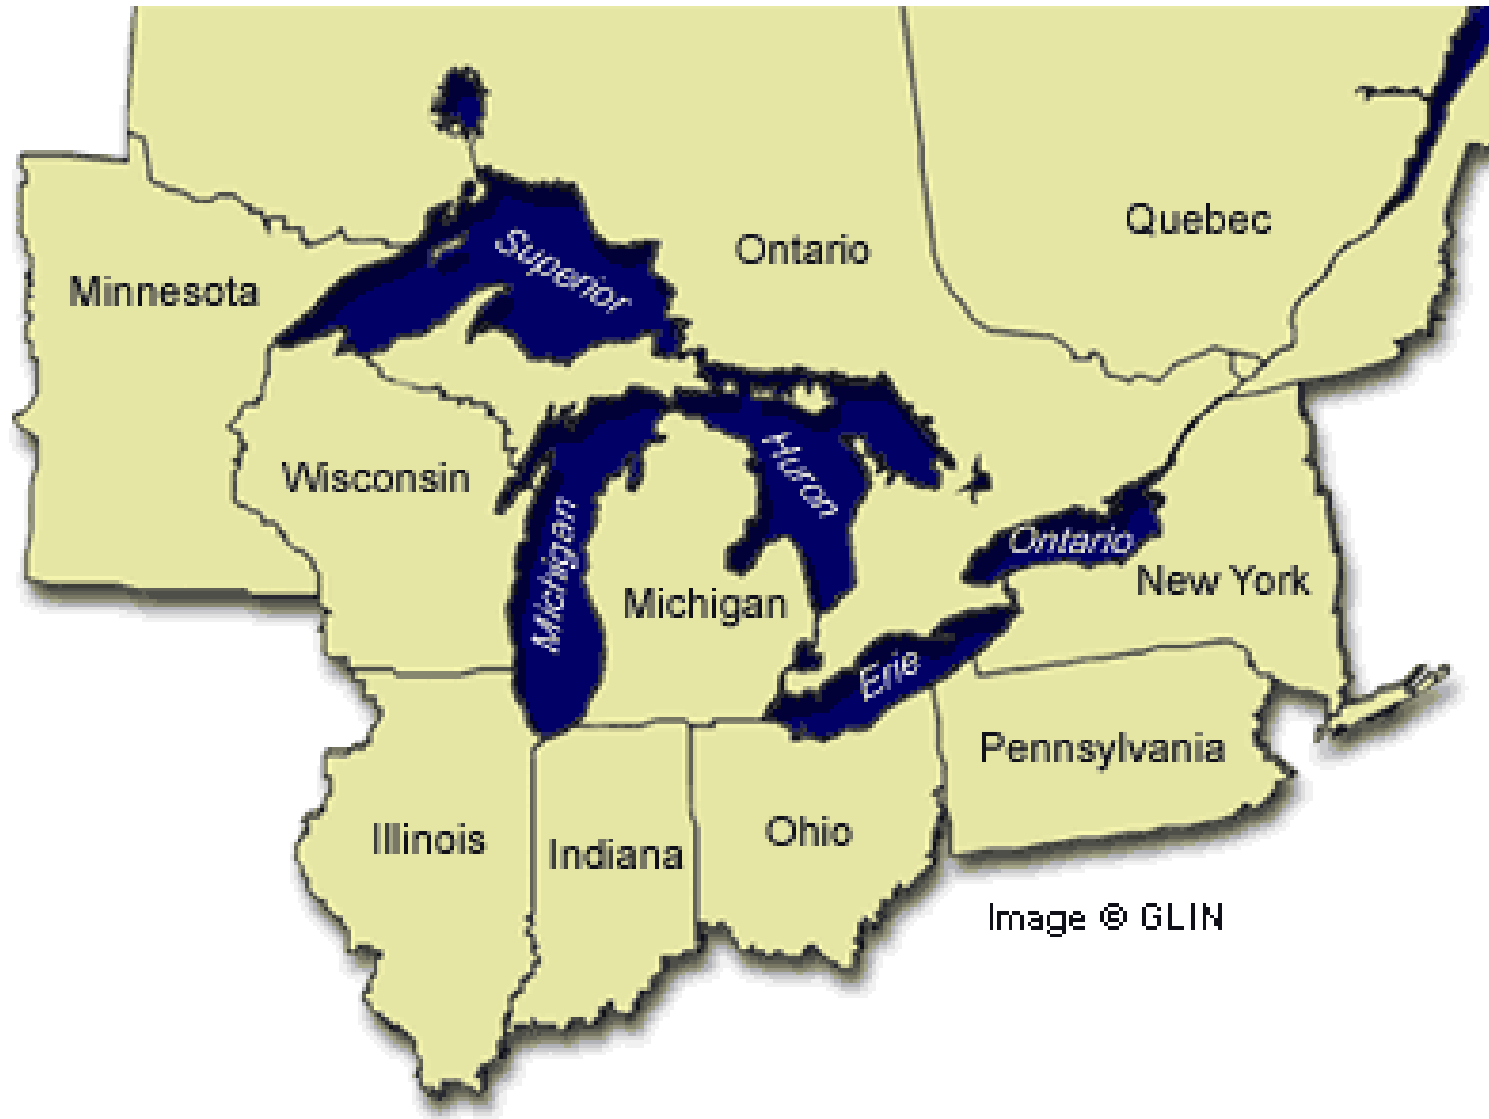 Quebec
Superior
Ontario
Minnesota
Huron
Wisconsin
Michigan
Ontario
New York
Michigan
Erie
Pennsylvania
Ohio
Illinois
Indiana
Image © GLIN